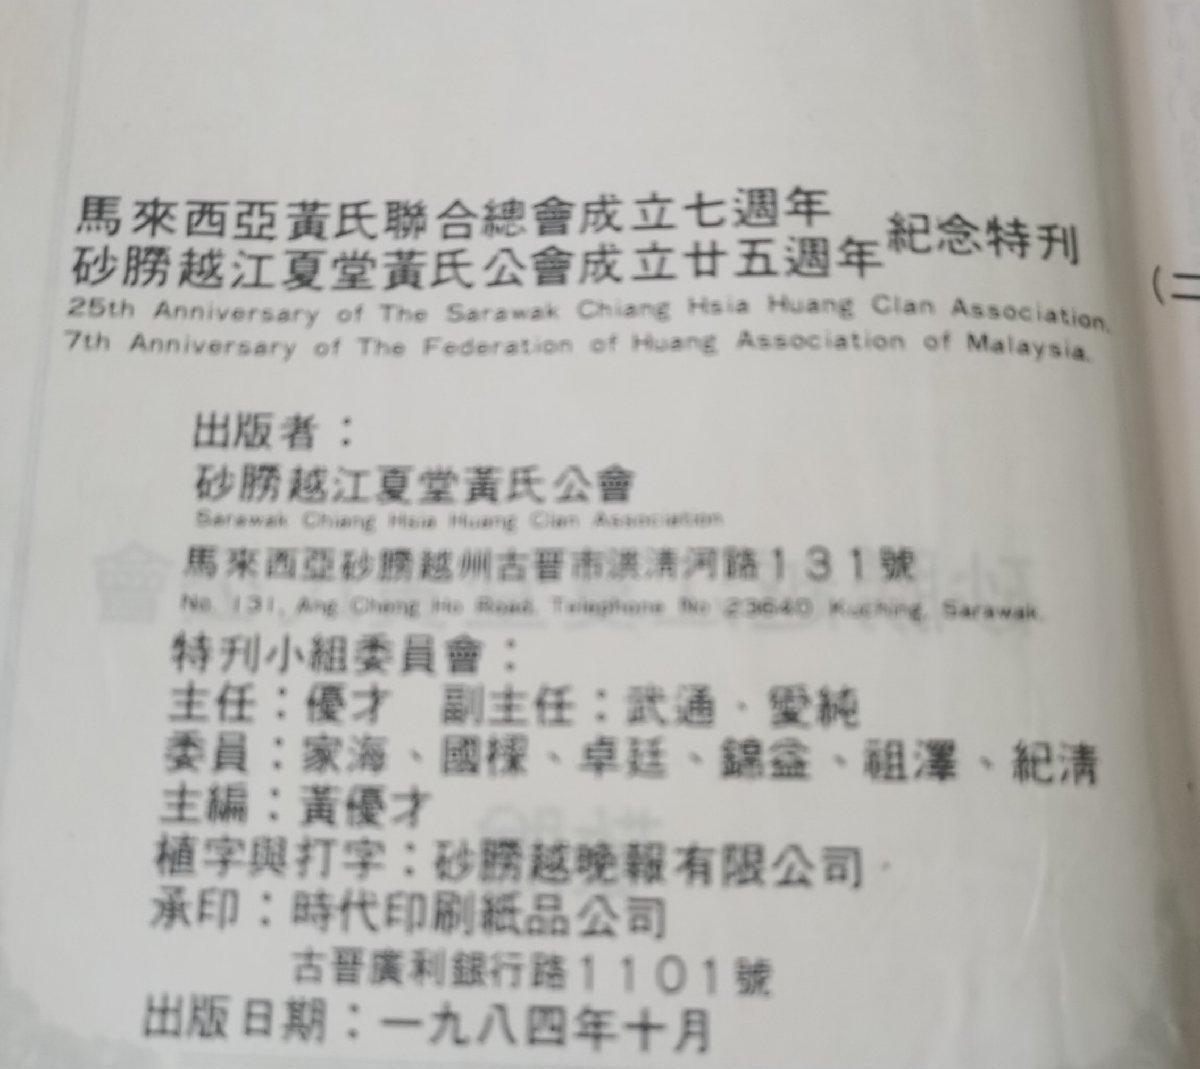 馬來西亞黃氏聯合總會成立七週年
砂朥越江夏堂黃氏公會成立廿五週年
紀念特刊
25th Anniversary of The Sarawak Chiang Hsia Huang Clan Association.
7th Anniversary of The Federation of Huang Association of Malaysia.
出版者：
砂朥越江夏堂黃氏公會
Sarawak Chiang Hsia Huang Clan Association
馬來西亞砂朥越州古晋市洪清河路131號
No. 131, Ang Cheng Ho Road, Telephone No 23640 Kuching, Sarawak.
特刊小組委員會：
主任：優才 副主任：武通、愛純
委員：家海、國樑、卓廷、錦益、祖澤、紀清
主編：黃優才
植字與打字：砂朥越晚報有限公司
承印：時代印刷紙品公司
古晋廣利銀行路1101號
出版日期：一九八四年十月